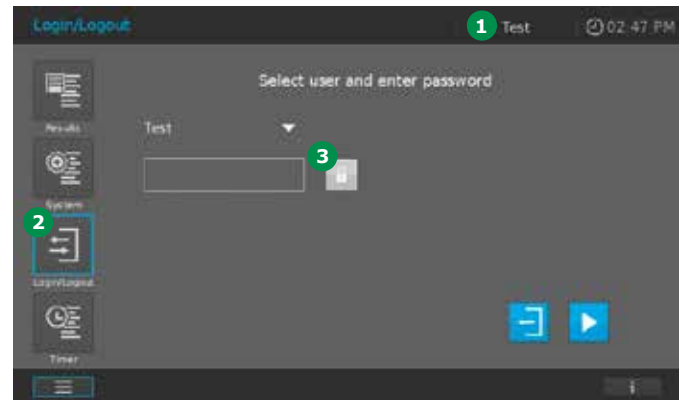 Login/Logout
1 Test
02:47 PM
Select user and enter password
Results
Test
3
System
2
Login/Logout
Timer
i